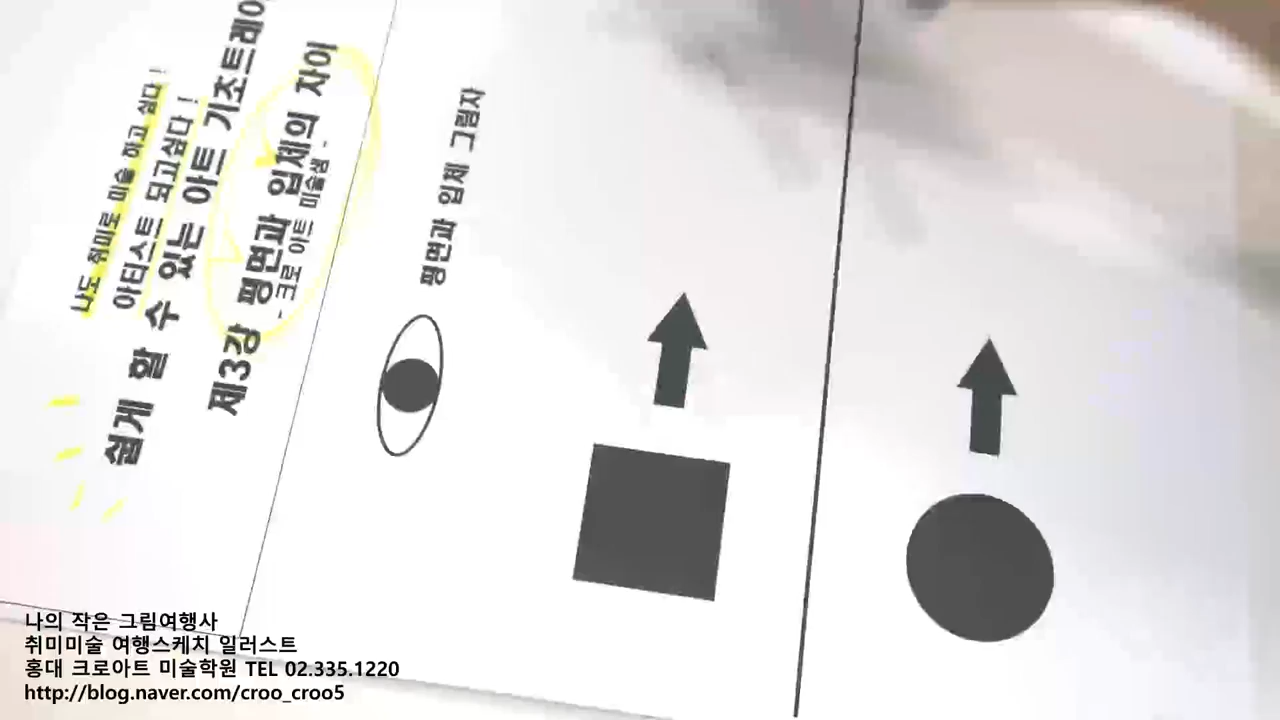 나도 취미로 미술 하고 싶다 !
아티스트 되고싶다 !
쉽게 할 수 있는 아트 기초트레이
제3강 평면과 입체의 차이
- 크로 아트 미술샘 -
평면과 입체 그림자
나의 작은 그림여행사
취미미술 여행스케치 일러스트
홍대 크로아트 미술학원 TEL 02.335.1220
http://blog.naver.com/croo_croo5